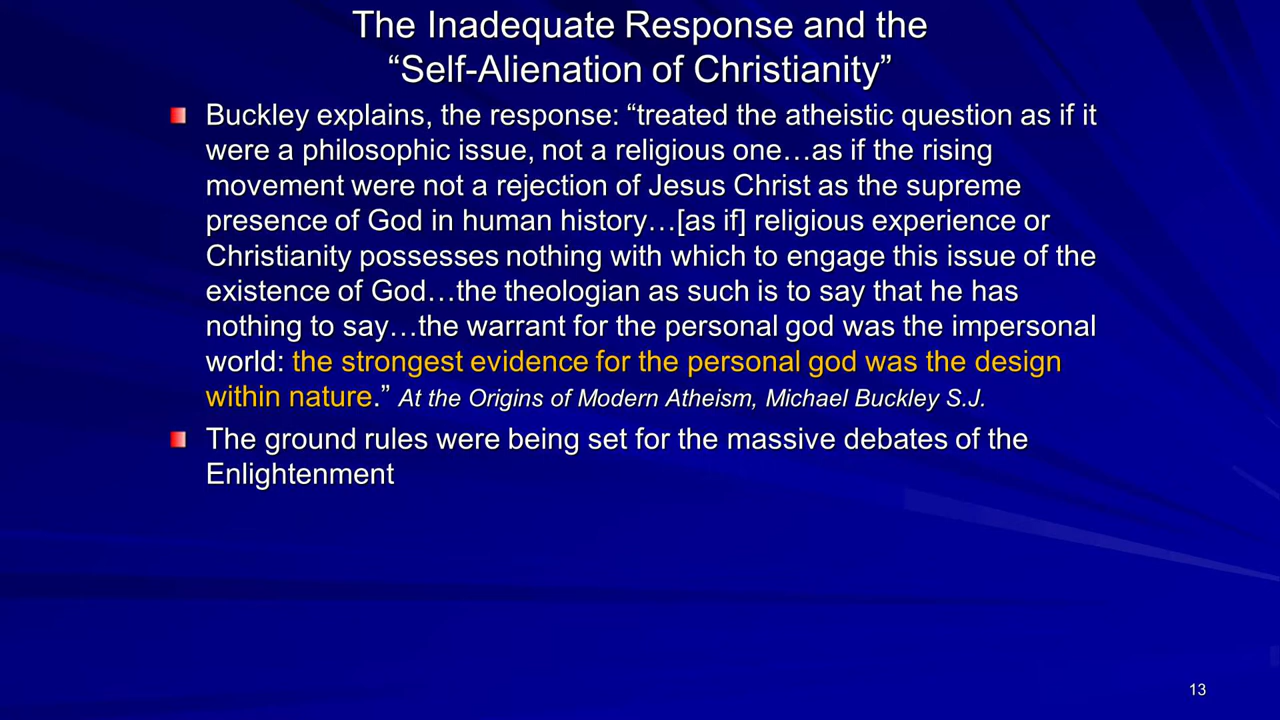 The Inadequate Response and the
“Self-Alienation of Christianity”
Buckley explains, the response: “treated the atheistic question as if it
were a philosophic issue, not a religious one…as if the rising
movement were not a rejection of Jesus Christ as the supreme
presence of God in human history…[as if] religious experience or
Christianity possesses nothing with which to engage this issue of the
existence of God…the theologian as such is to say that he has
nothing to say…the warrant for the personal god was the impersonal
world: the strongest evidence for the personal god was the design
within nature.” At the Origins of Modern Atheism, Michael Buckley S.J.
The ground rules were being set for the massive debates of the
Enlightenment
13